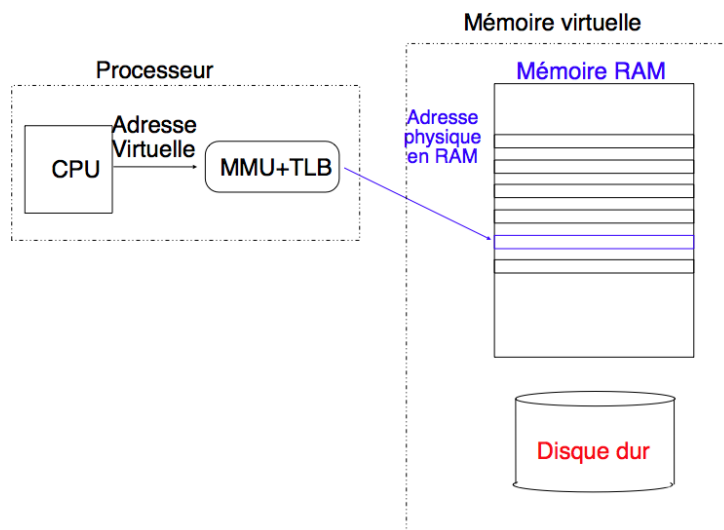 Mémoire virtuelle
Processeur
Mémoire RAM
Adresse
Virtuelle
Adresse
physique
en RAM
CPU
MMU+TLB
Disque dur